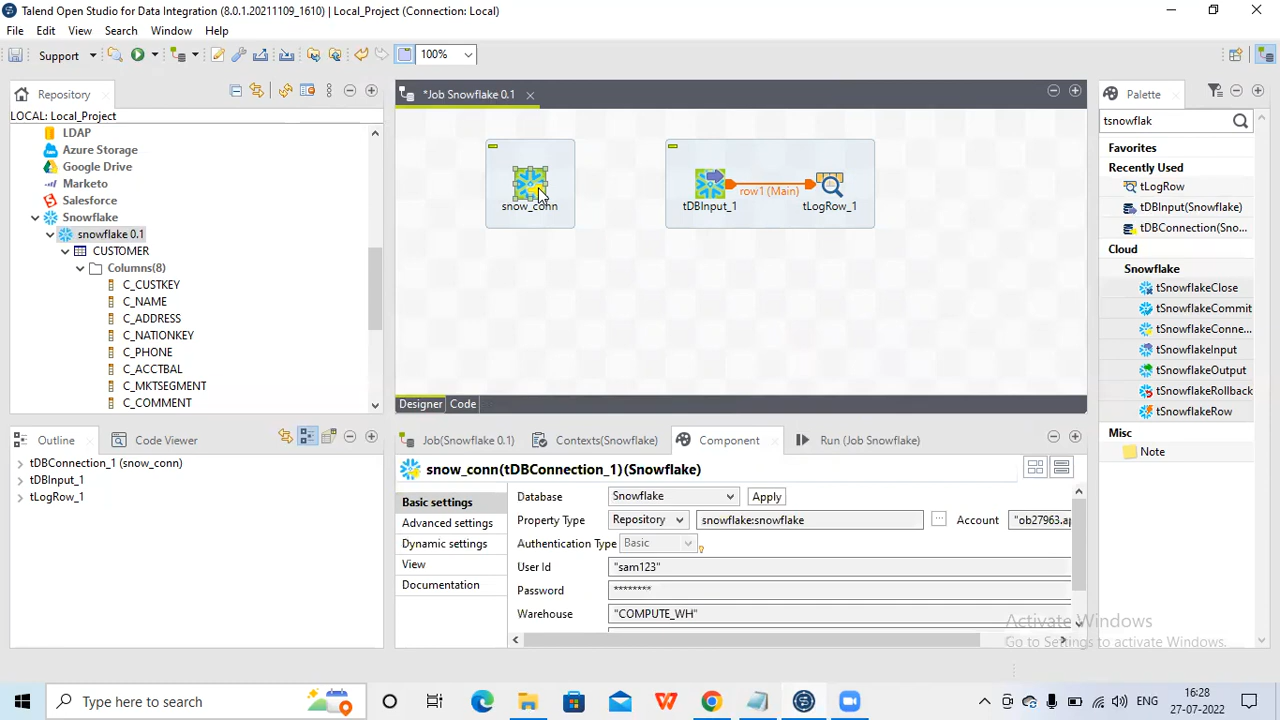 Talend Open Studio for Data Integration (8.0.1.20211109_1610) | Local_Project (Connection: Local)
File Edit View Search Window Help
Support 100%
Repository
LOCAL: Local_Project
LDAP
Azure Storage
Google Drive
Marketo
Salesforce
Snowflake
snowflake 0.1
CUSTOMER
Columns(8)
C_CUSTKEY
C_NAME
C_ADDRESS
C_NATIONKEY
C_PHONE
C_ACCTBAL
C_MKTSEGMENT
C_COMMENT
*Job Snowflake 0.1
snow_conn
row1 (Main)
tDBInput_1
tLogRow_1
Designer Code
Palette
tsnowflak
Favorites
Recently Used
tLogRow
tDBInput(Snowflake)
tDBConnection(Sno...
Cloud
Snowflake
tSnowflakeClose
tSnowflakeCommit
tSnowflakeConne...
tSnowflakeInput
tSnowflakeOutput
tSnowflakeRollback
tSnowflakeRow
Misc
Note
Outline Code Viewer
tDBConnection_1 (snow_conn)
tDBInput_1
tLogRow_1
Job(Snowflake 0.1) Contexts(Snowflake) Component Run (Job Snowflake)
snow_conn(tDBConnection_1)(Snowflake)
Basic settings
Advanced settings
Dynamic settings
View
Documentation
Database Snowflake Apply
Property Type Repository snowflake:snowflake ... Account "ob27963.ap
Authentication Type Basic
User Id "sam123"
Password ********
Warehouse "COMPUTE_WH"
Activate Windows
Go to Settings to activate Windows.
Type here to search
ENG
16:28
27-07-2022